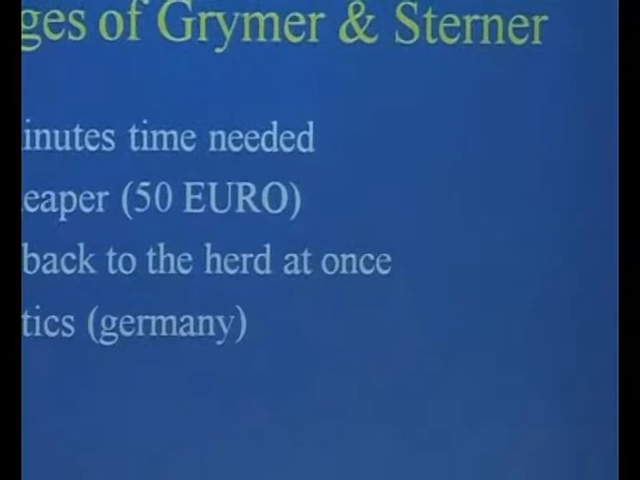 ges of Grymer & Sterner
inutes time needed
eaper (50 EURO)
back to the herd at once
tics (germany)